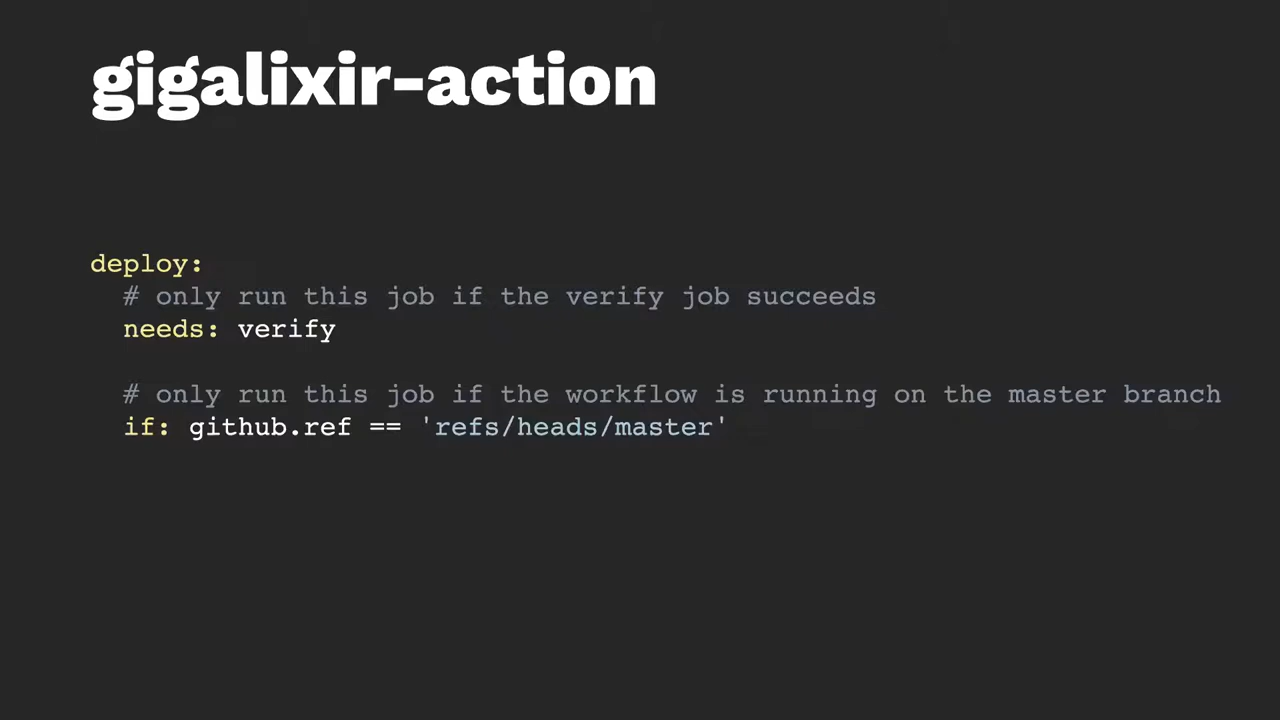 gigalixir-action
deploy:
# only run this job if the verify job succeeds
needs: verify
# only run this job if the workflow is running on the master branch
if: github.ref == 'refs/heads/master'